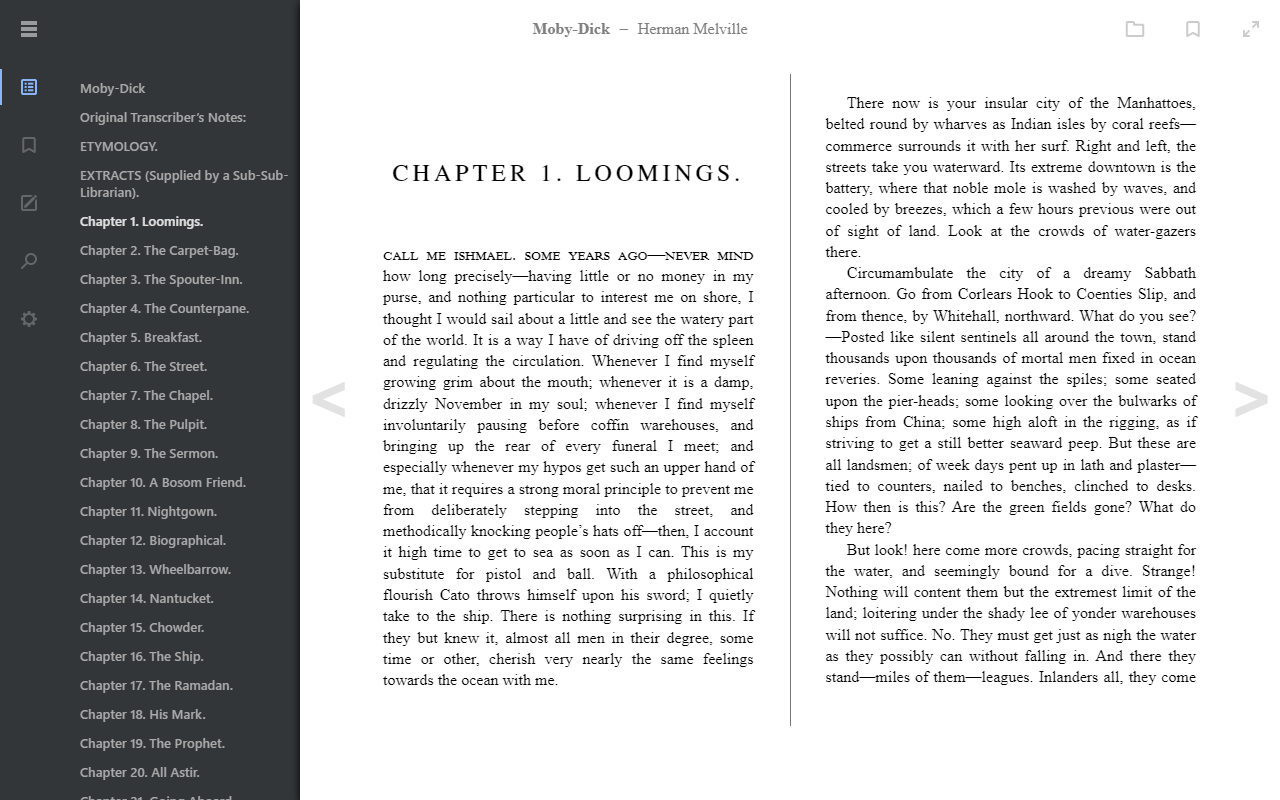 Moby-Dick – Herman Melville
Moby-Dick
Original Transcriber's Notes:
ETYMOLOGY.
EXTRACTS (Supplied by a Sub-Sub-
Librarian).
Chapter 1. Loomings.
Chapter 2. The Carpet-Bag.
Chapter 3. The Spouter-Inn.
Chapter 4. The Counterpane.
Chapter 5. Breakfast.
Chapter 6. The Street.
Chapter 7. The Chapel.
Chapter 8. The Pulpit.
Chapter 9. The Sermon.
Chapter 10. A Bosom Friend.
Chapter 11. Nightgown.
Chapter 12. Biographical.
Chapter 13. Wheelbarrow.
Chapter 14. Nantucket.
Chapter 15. Chowder.
Chapter 16. The Ship.
Chapter 17. The Ramadan.
Chapter 18. His Mark.
Chapter 19. The Prophet.
Chapter 20. All Astir.
Chapter 21. Going Aboard.
<
CHAPTER 1. LOOMINGS.
CALL ME ISHMAEL. SOME YEARS AGO—NEVER MIND
how long precisely—having little or no money in my
purse, and nothing particular to interest me on shore, I
thought I would sail about a little and see the watery part
of the world. It is a way I have of driving off the spleen
and regulating the circulation. Whenever I find myself
growing grim about the mouth; whenever it is a damp,
drizzly November in my soul; whenever I find myself
involuntarily pausing before coffin warehouses, and
bringing up the rear of every funeral I meet; and
especially whenever my hypos get such an upper hand of
me, that it requires a strong moral principle to prevent me
from deliberately stepping into the street, and
methodically knocking people's hats off—then, I account
it high time to get to sea as soon as I can. This is my
substitute for pistol and ball. With a philosophical
flourish Cato throws himself upon his sword; I quietly
take to the ship. There is nothing surprising in this. If
they but knew it, almost all men in their degree, some
time or other, cherish very nearly the same feelings
towards the ocean with me.
There now is your insular city of the Manhattoes,
belted round by wharves as Indian isles by coral reefs—
commerce surrounds it with her surf. Right and left, the
streets take you waterward. Its extreme downtown is the
battery, where that noble mole is washed by waves, and
cooled by breezes, which a few hours previous were out
of sight of land. Look at the crowds of water-gazers
there.
Circumambulate the city of a dreamy Sabbath
afternoon. Go from Corlears Hook to Coenties Slip, and
from thence, by Whitehall, northward. What do you see?
—Posted like silent sentinels all around the town, stand
thousands upon thousands of mortal men fixed in ocean
reveries. Some leaning against the spiles; some seated
upon the pier-heads; some looking over the bulwarks of
ships from China; some high aloft in the rigging, as if
striving to get a still better seaward peep. But these are
all landsmen; of week days pent up in lath and plaster—
tied to counters, nailed to benches, clinched to desks.
How then is this? Are the green fields gone? What do
they here?
But look! here come more crowds, pacing straight for
the water, and seemingly bound for a dive. Strange!
Nothing will content them but the extremest limit of the
land; loitering under the shady lee of yonder warehouses
will not suffice. No. They must get just as nigh the water
as they possibly can without falling in. And there they
stand—miles of them—leagues. Inlanders all, they come
>